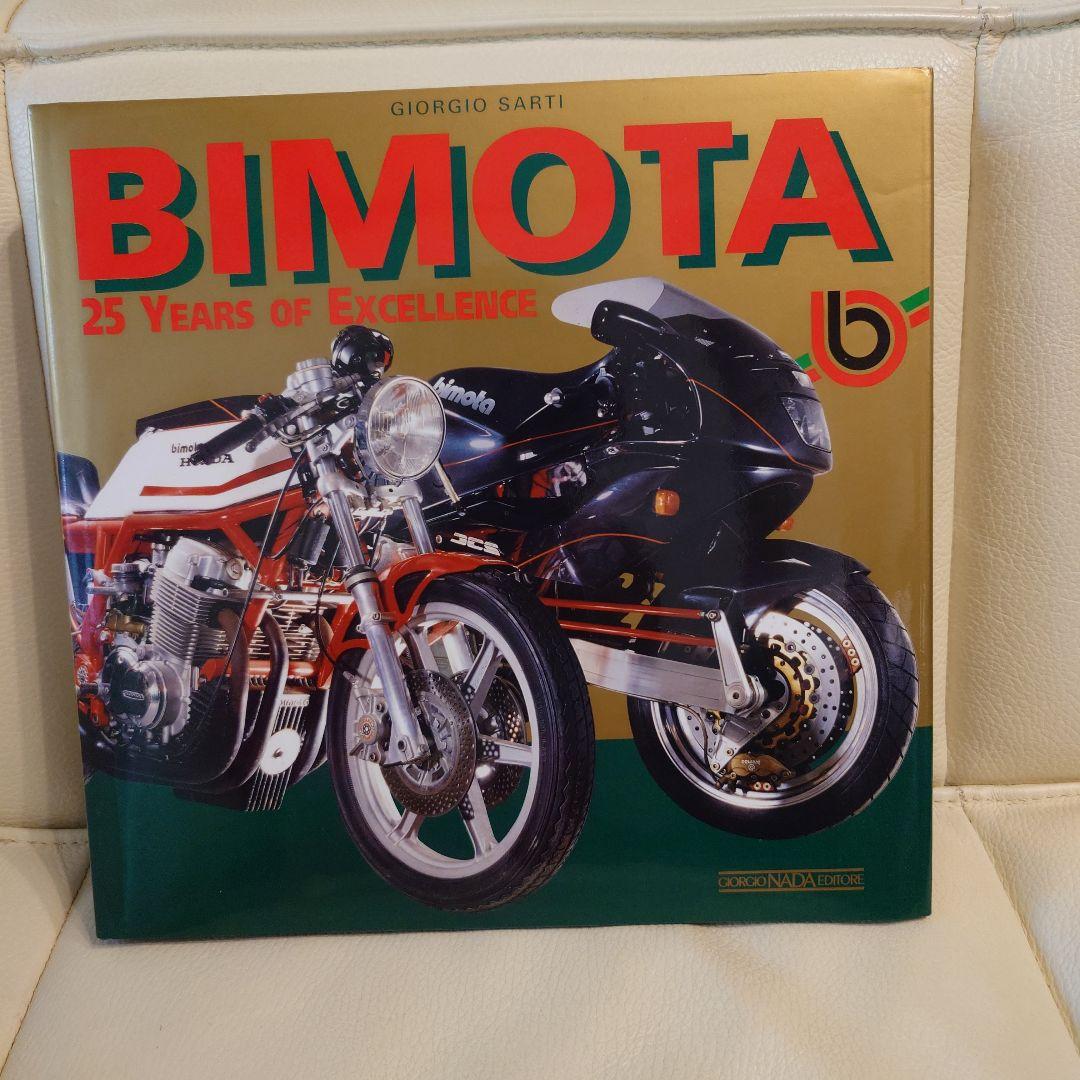 GIORGIO SARTI
BIMOTA
25 YEARS OF EXCELLENCE
b
bimota
bimota
HONDA
GIORGIO NADA EDITORE